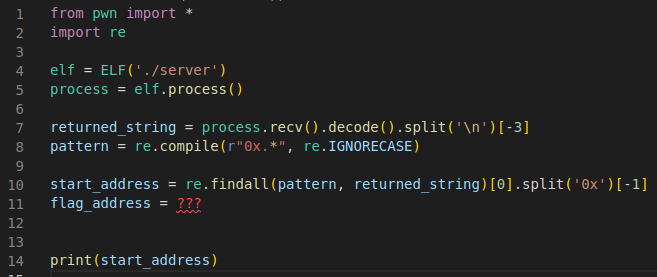 1 from pwn import *
2 import re
3
4 elf = ELF('./server')
5 process = elf.process()
6
7 returned_string = process.recv().decode().split('\n')[-3]
8 pattern = re.compile(r"0x.*", re.IGNORECASE)
9
10 start_address = re.findall(pattern, returned_string)[0].split('0x')[-1]
11 flag_address = ???
12
13
14 print(start_address)
15